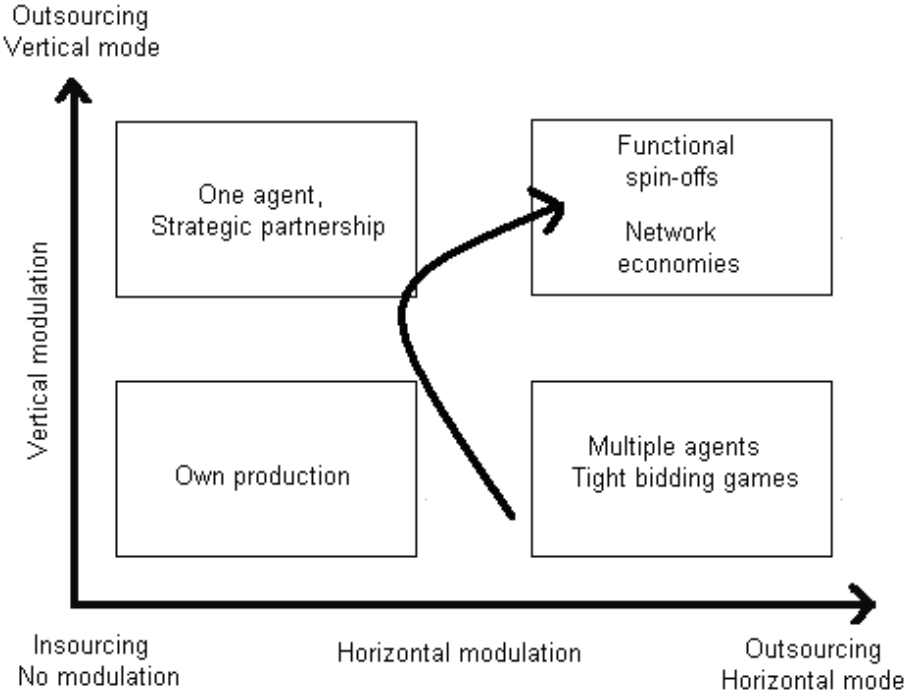 Outsourcing
Vertical mode
One agent,
Strategic partnership
Functional
spin-offs
Network
economies
Vertical modulation
Own production
Multiple agents
Tight bidding games
Insourcing
No modulation
Horizontal modulation
Outsourcing
Horizontal mode